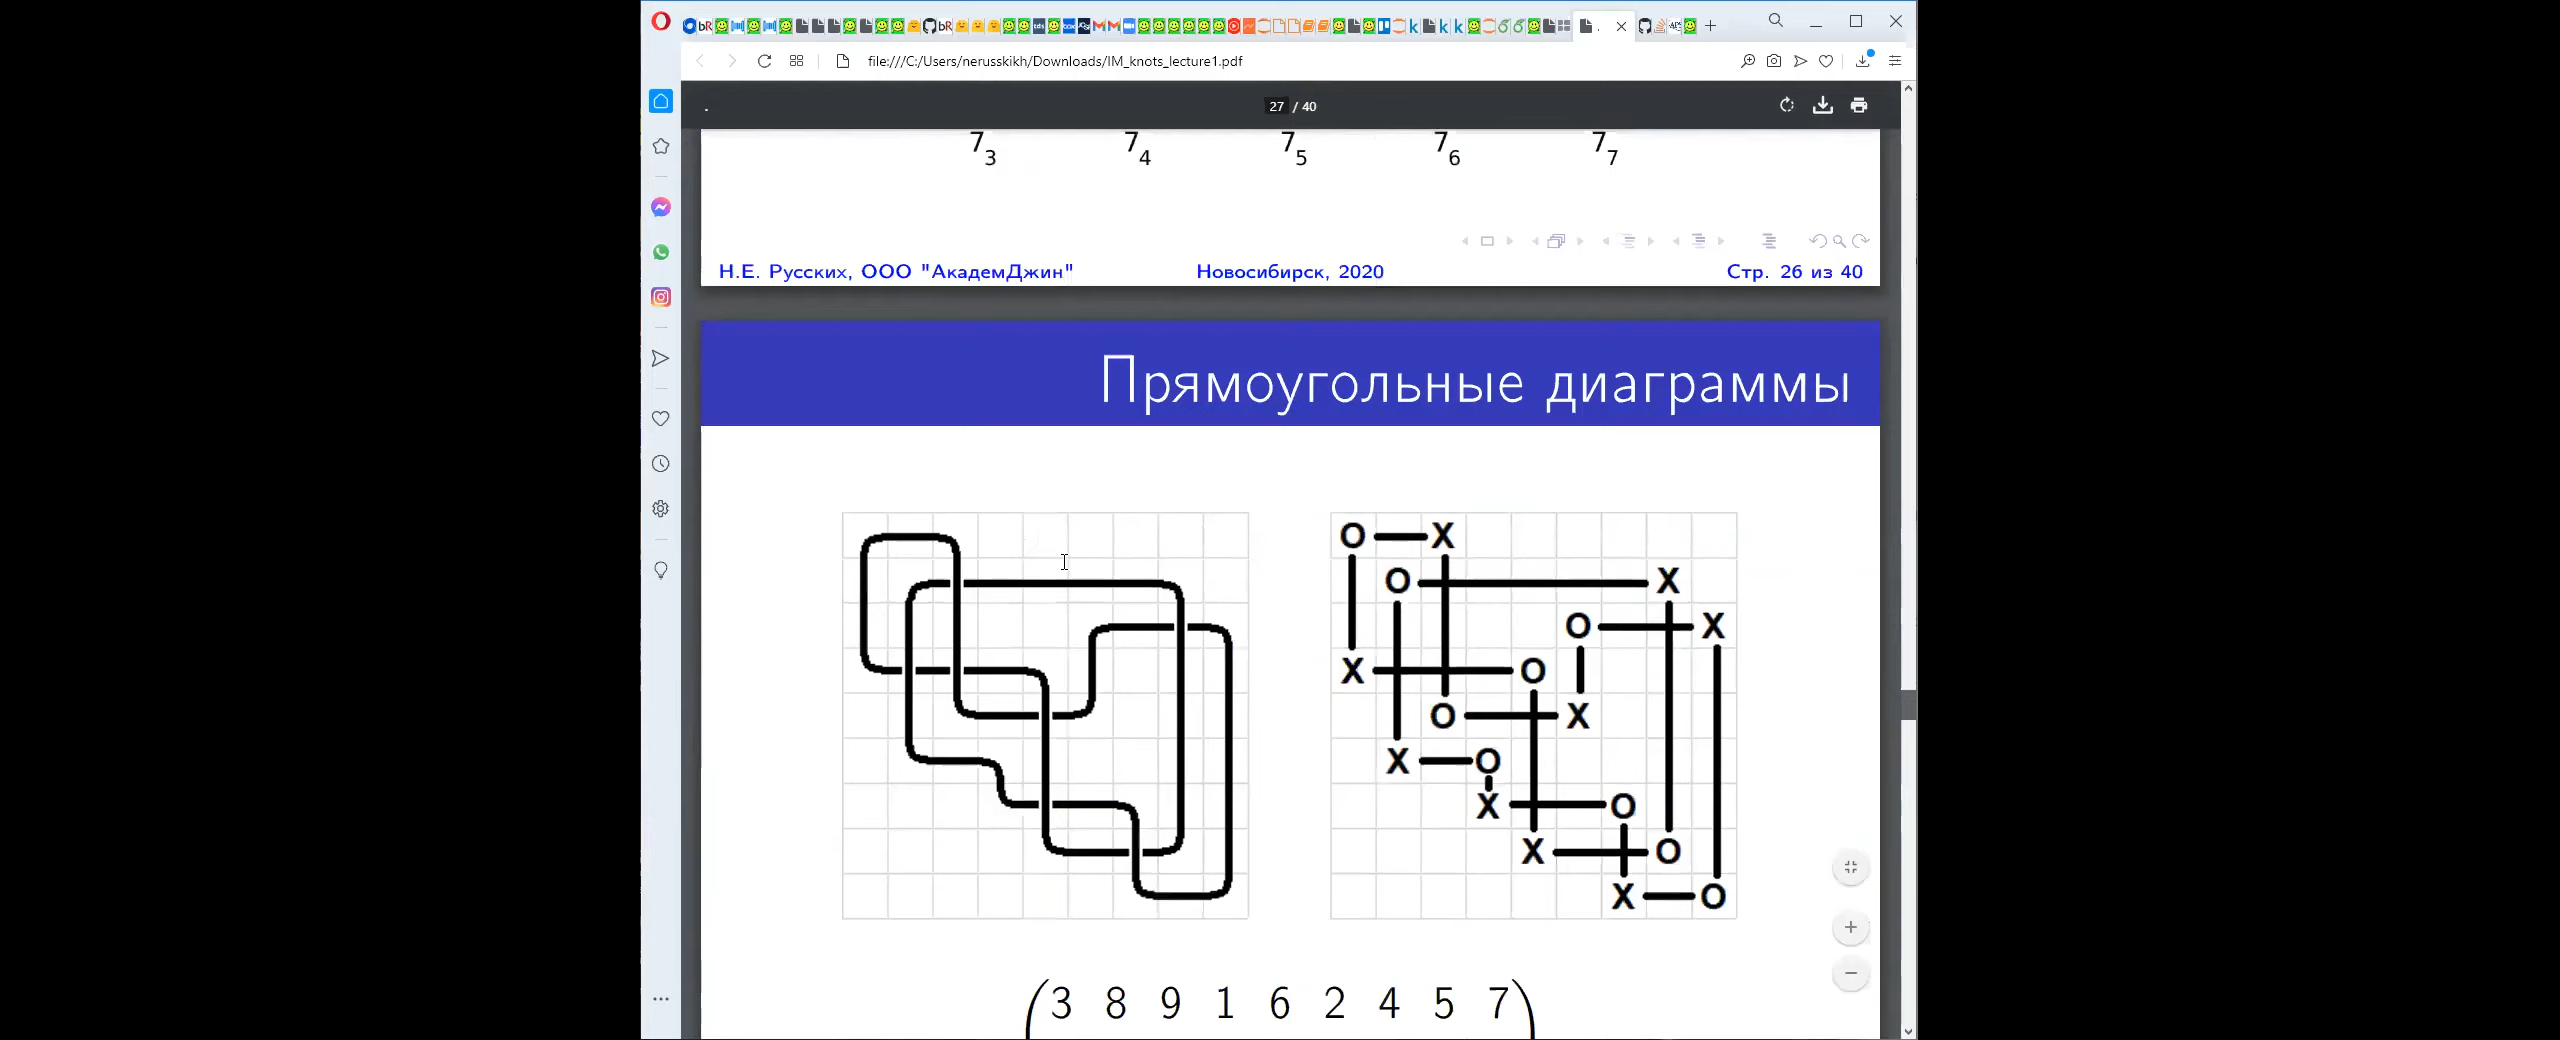 file:///C:/Users/nerusskikh/Downloads/IM_knots_lecture1.pdf
. 27 / 40
7₃ 7₄ 7₅ 7₆ 7₇
Н.Е. Русских, ООО "АкадемДжин" Новосибирск, 2020 Стр. 26 из 40
Прямоугольные диаграммы
O X
O X
O X
X O
O X
X O
X O
X O
X O
3 8 9 1 6 2 4 5 7